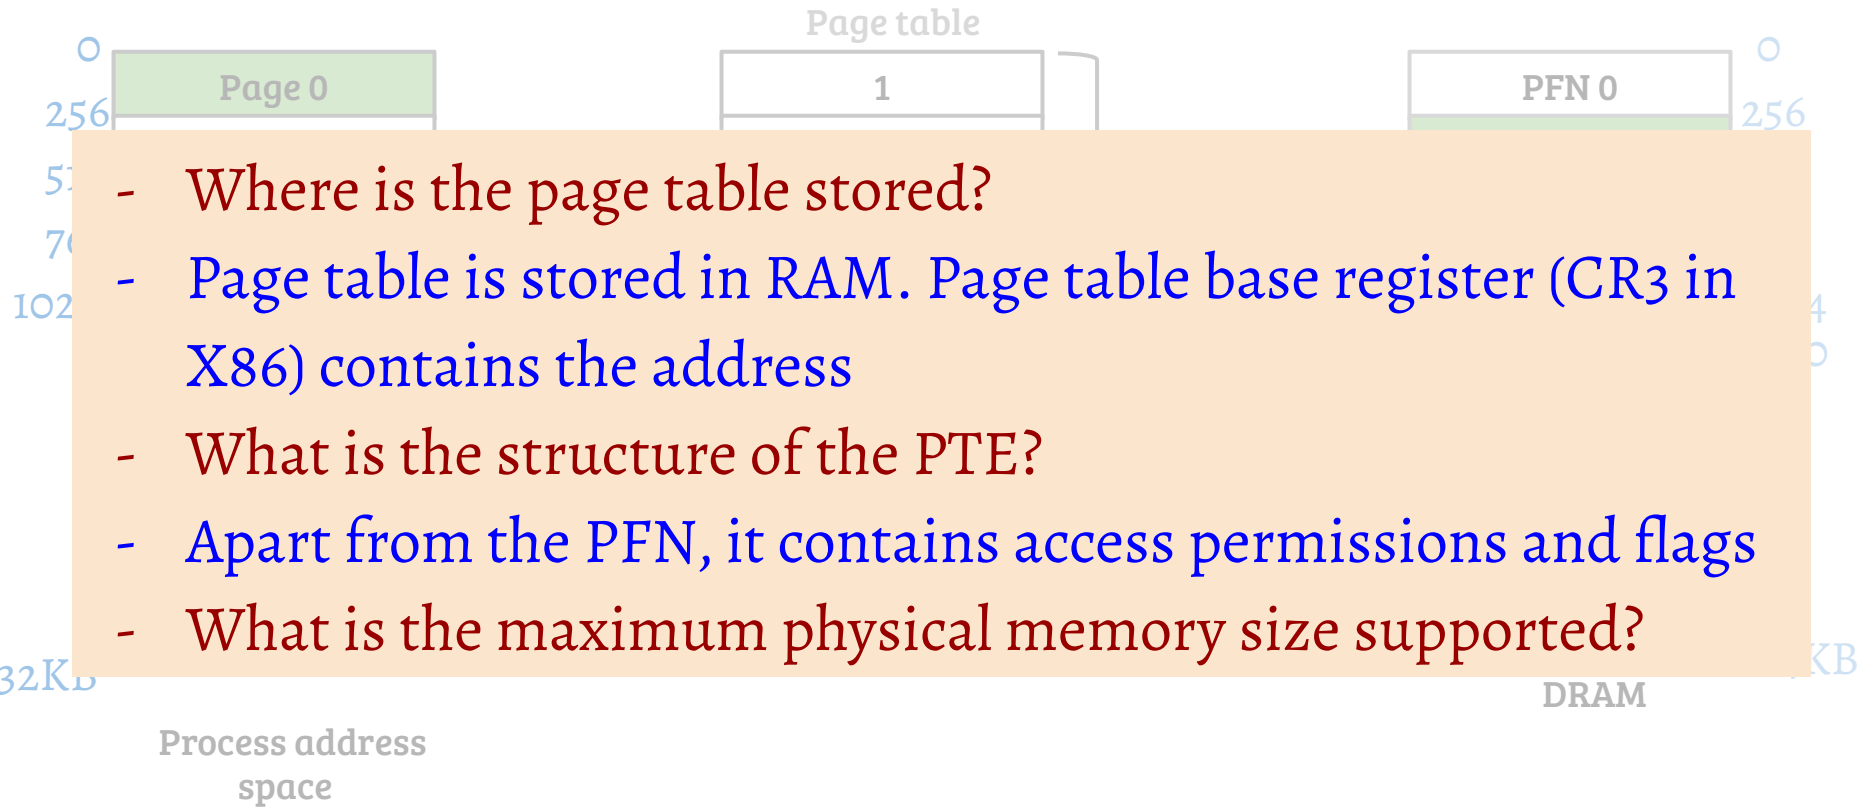 Page table
0
Page 0
1
PFN 0
0
256
256
- Where is the page table stored?
- Page table is stored in RAM. Page table base register (CR3 in
X86) contains the address
- What is the structure of the PTE?
- Apart from the PFN, it contains access permissions and flags
- What is the maximum physical memory size supported?
32KB
KB
DRAM
Process address
space